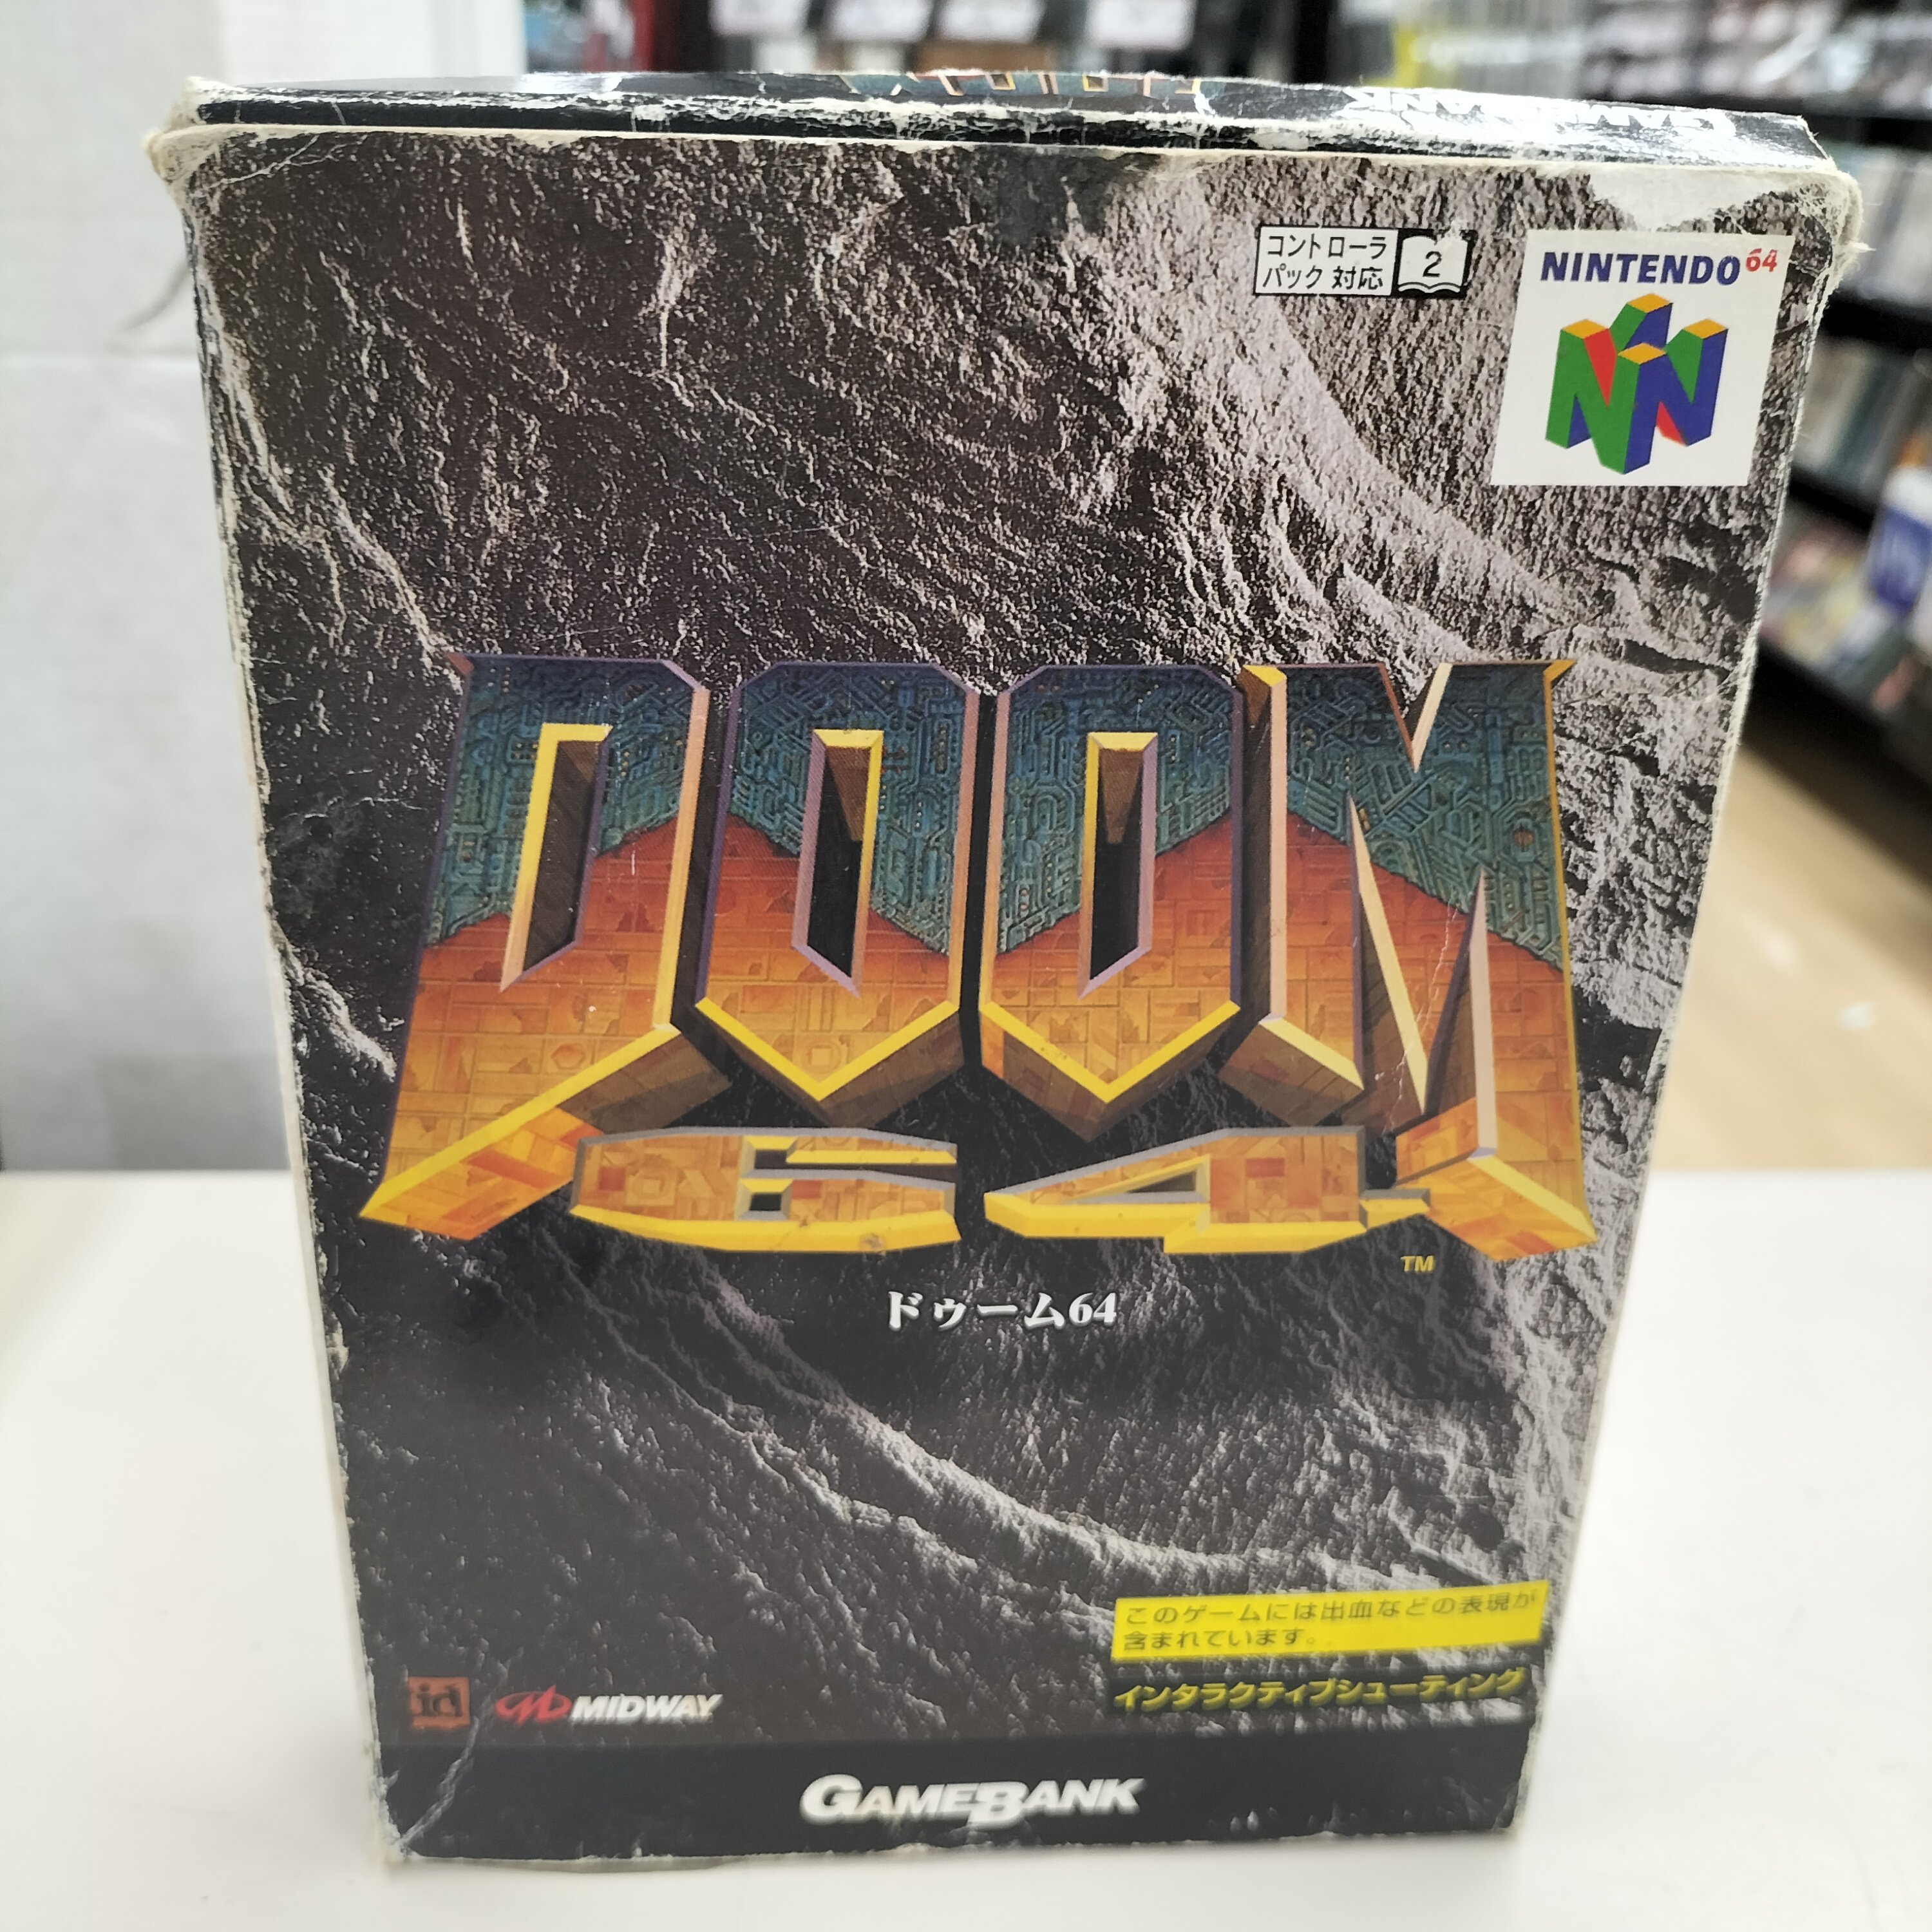 GAMEBANK
コントローラ
パック対応
2
NINTENDO64
DOOM
64
TM
ドゥーム64
このゲームには出血などの表現が
含まれています。
インタラクティブシューティング
id
MIDWAY
GAMEBANK